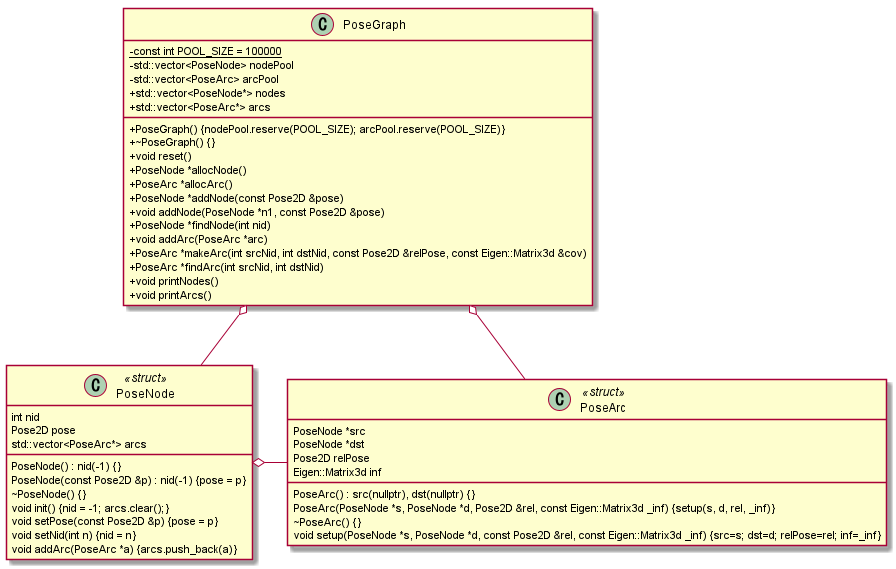 C PoseGraph
-const int POOL_SIZE = 100000
-std::vector<PoseNode> nodePool
-std::vector<PoseArc> arcPool
+std::vector<PoseNode*> nodes
+std::vector<PoseArc*> arcs
+PoseGraph() {nodePool.reserve(POOL_SIZE); arcPool.reserve(POOL_SIZE)}
+~PoseGraph() {}
+void reset()
+PoseNode *allocNode()
+PoseArc *allocArc()
+PoseNode *addNode(const Pose2D &pose)
+void addNode(PoseNode *n1, const Pose2D &pose)
+PoseNode *findNode(int nid)
+void addArc(PoseArc *arc)
+PoseArc *makeArc(int srcNid, int dstNid, const Pose2D &relPose, const Eigen::Matrix3d &cov)
+PoseArc *findArc(int srcNid, int dstNid)
+void printNodes()
+void printArcs()
C «struct»
PoseNode
int nid
Pose2D pose
std::vector<PoseArc*> arcs
PoseNode() : nid(-1) {}
PoseNode(const Pose2D &p) : nid(-1) {pose = p}
~PoseNode() {}
void init() {nid = -1; arcs.clear();}
void setPose(const Pose2D &p) {pose = p}
void setNid(int n) {nid = n}
void addArc(PoseArc *a) {arcs.push_back(a)}
C «struct»
PoseArc
PoseNode *src
PoseNode *dst
Pose2D relPose
Eigen::Matrix3d inf
PoseArc() : src(nullptr), dst(nullptr) {}
PoseArc(PoseNode *s, PoseNode *d, Pose2D &rel, const Eigen::Matrix3d _inf) {setup(s, d, rel, _inf)}
~PoseArc() {}
void setup(PoseNode *s, PoseNode *d, const Pose2D &rel, const Eigen::Matrix3d _inf) {src=s; dst=d; relPose=rel; inf=_inf}